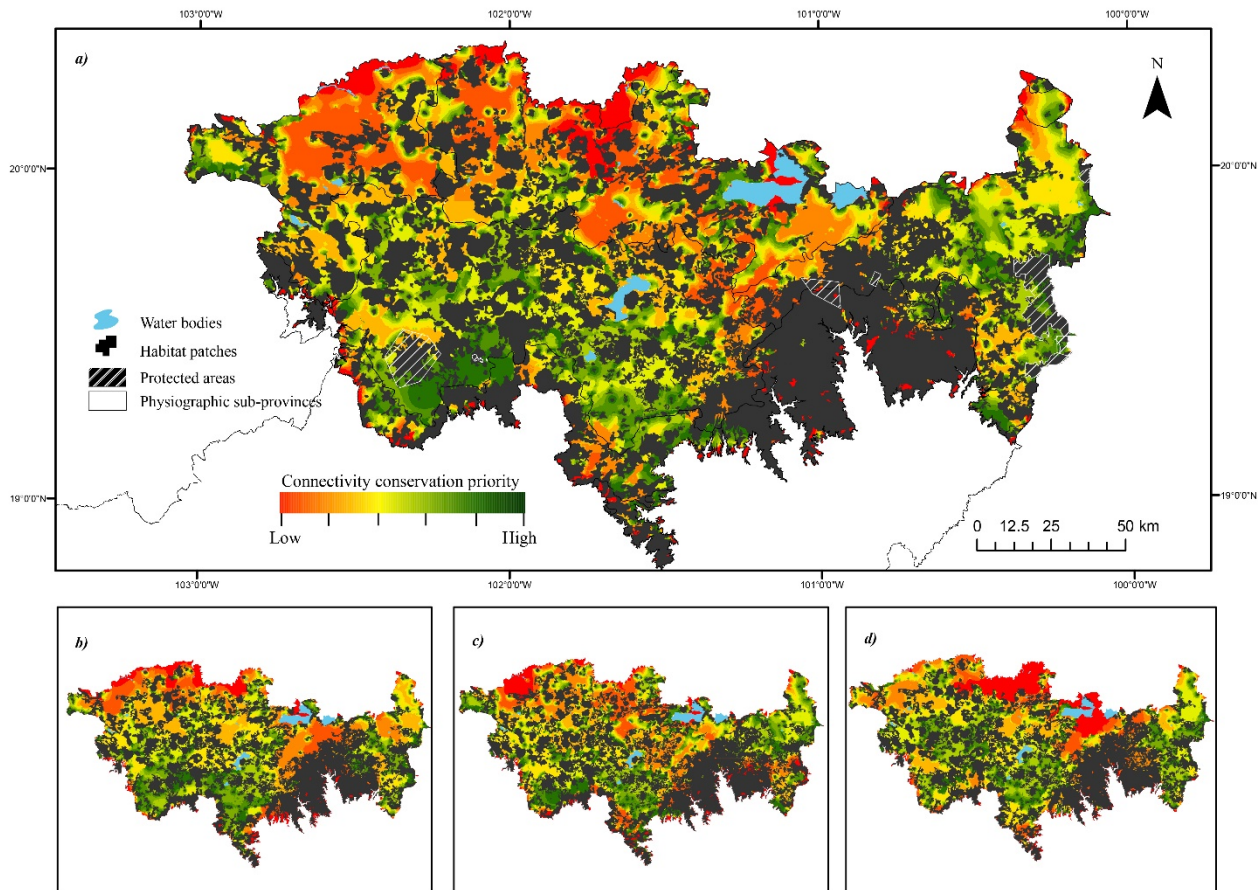 103°0'0"W 102°0'0"W 101°0'0"W 100°0'0"W
a)
N
20°0'0"N 20°0'0"N
Water bodies
Habitat patches
Protected areas
Physiographic sub-provinces
Connectivity conservation priority
Low High
19°0'0"N 19°0'0"N
0 12.5 25 50 km
103°0'0"W 102°0'0"W 101°0'0"W 100°0'0"W
b) c) d)